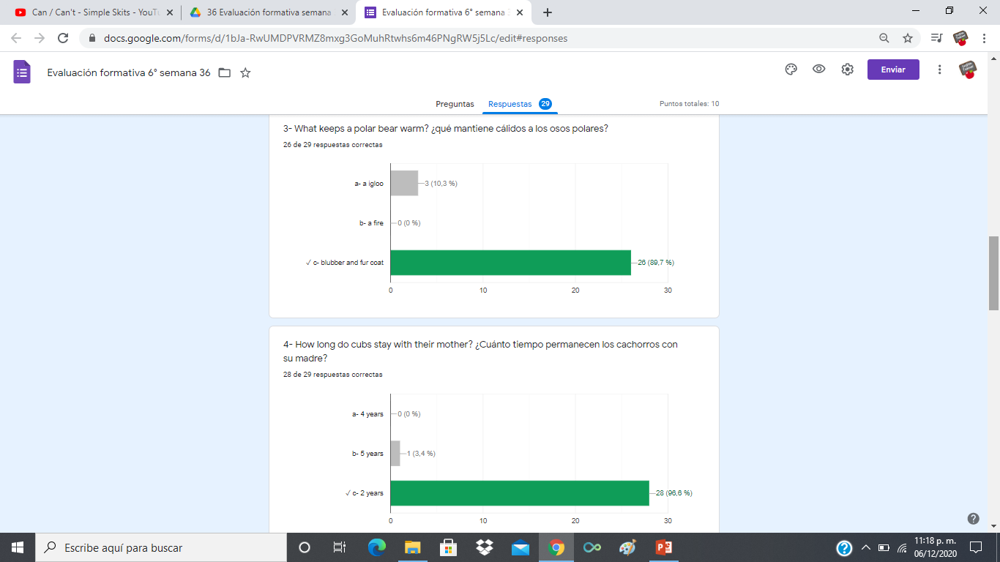 Can / Can't - Simple Skits - YouTu
36 Evaluación formativa semana
Evaluación formativa 6° semana
docs.google.com/forms/d/1bJa-RwUMDPVRMZ8mxg3GoMuhRtwhs6m46PNgRW5j5Lc/edit#responses
Evaluación formativa 6° semana 36
Enviar
Preguntas
Respuestas 29
Puntos totales: 10
3- What keeps a polar bear warm? ¿qué mantiene cálidos a los osos polares?
26 de 29 respuestas correctas
a- a igloo
3 (10,3 %)
b- a fire
0 (0 %)
✓ c- blubber and fur coat
26 (89,7 %)
0 10 20 30
4- How long do cubs stay with their mother? ¿Cuánto tiempo permanecen los cachorros con
su madre?
28 de 29 respuestas correctas
a- 4 years
0 (0 %)
b- 5 years
1 (3,4 %)
✓ c- 2 years
28 (96,6 %)
0 10 20 30
Escribe aquí para buscar
11:18 p. m.
06/12/2020